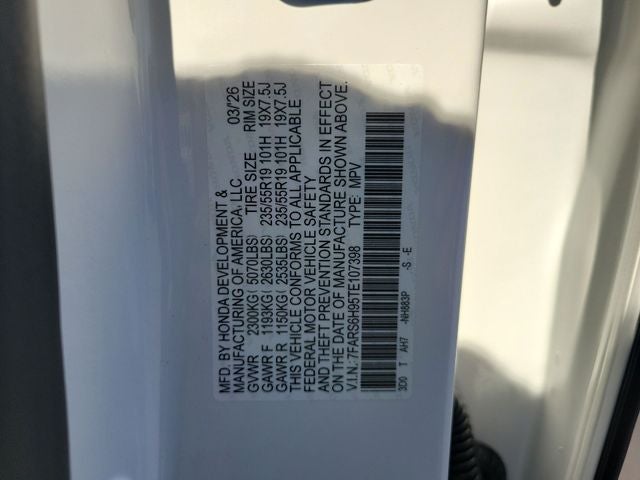 MFD. BY HONDA DEVELOPMENT &
MANUFACTURING OF AMERICA, LLC 03/26
GVWR 2300KG ( 5070LBS) TIRE SIZE RIM SIZE
GAWR F 1193KG ( 2630LBS) 235/55R19 101H 19X7.5J
GAWR R 1150KG ( 2535LBS) 235/55R19 101H 19X7.5J
THIS VEHICLE CONFORMS TO ALL APPLICABLE
FEDERAL MOTOR VEHICLE SAFETY
AND THEFT PREVENTION STANDARDS IN EFFECT
ON THE DATE OF MANUFACTURE SHOWN ABOVE.
V.I.N.: 7FARS6H95TE107398 TYPE: MPV
3D0 T AH7 -NH883P -S -E